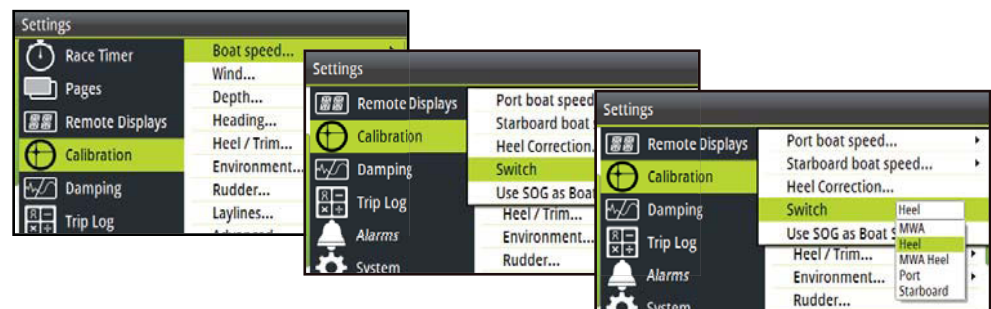 Settings
Race Timer
Pages
Remote Displays
Calibration
Damping
Trip Log
Boat speed...
Wind...
Depth...
Heading...
Heel / Trim...
Environment...
Rudder...
Laylines...
Settings
Remote Displays
Calibration
Damping
Trip Log
Alarms
System
Port boat speed
Starboard boat
Heel Correction.
Switch
Use SOG as Boat
Heel / Trim...
Environment...
Rudder...
Settings
Remote Displays
Calibration
Damping
Trip Log
Alarms
System
Port boat speed...
Starboard boat speed...
Heel Correction...
Switch Heel
Use SOG as Boat S
MWA
Heel
MWA Heel
Port
Starboard
Heel / Trim...
Environment...
Rudder...